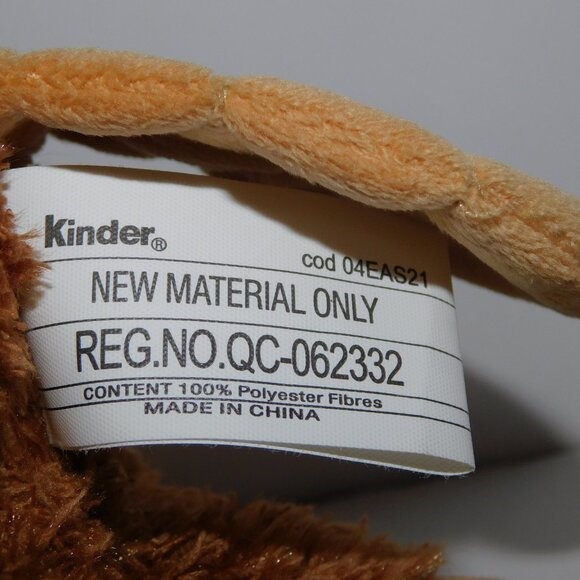 Kinder®
cod 04EAS21
NEW MATERIAL ONLY
REG.NO.QC-062332
CONTENT 100% Polyester Fibres
MADE IN CHINA